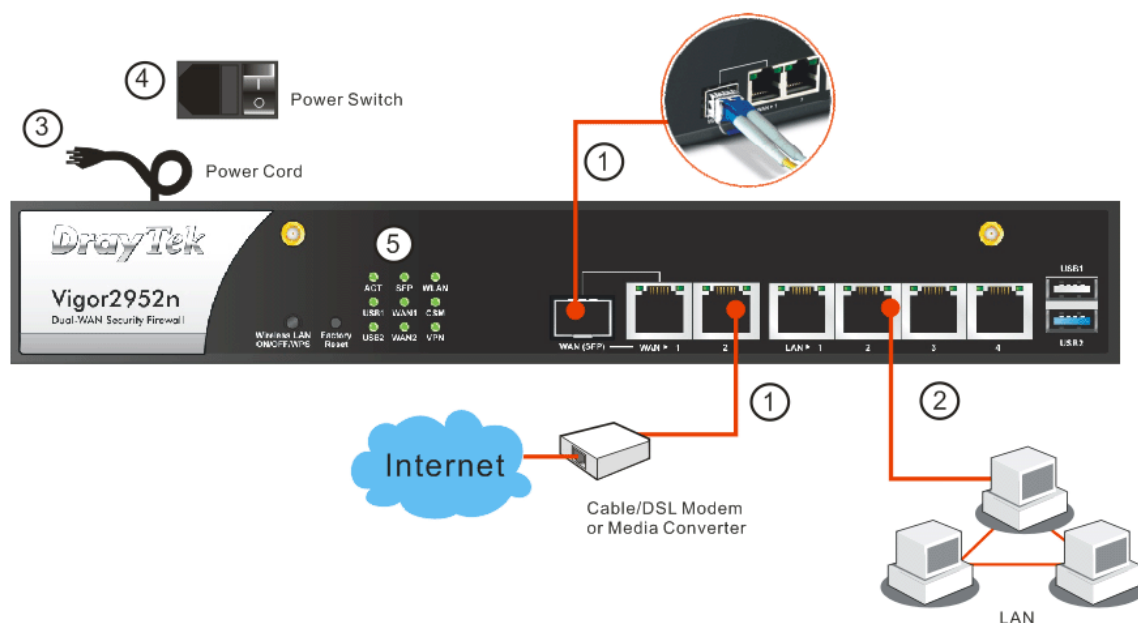 4
Power Switch
3
Power Cord
1
WAN 1
DrayTek
Vigor2952n
Dual-WAN Security Firewall
5
ACT SFP WLAN
USB1 WAN1 CSM
USB2 WAN2 VPN
Wireless LAN
ON/OFF/WPS
Factory
Reset
WAN (SFP) WAN 1 2
LAN 1 2 3 4
USB1
USB2
1
2
Internet
Cable/DSL Modem
or Media Converter
LAN